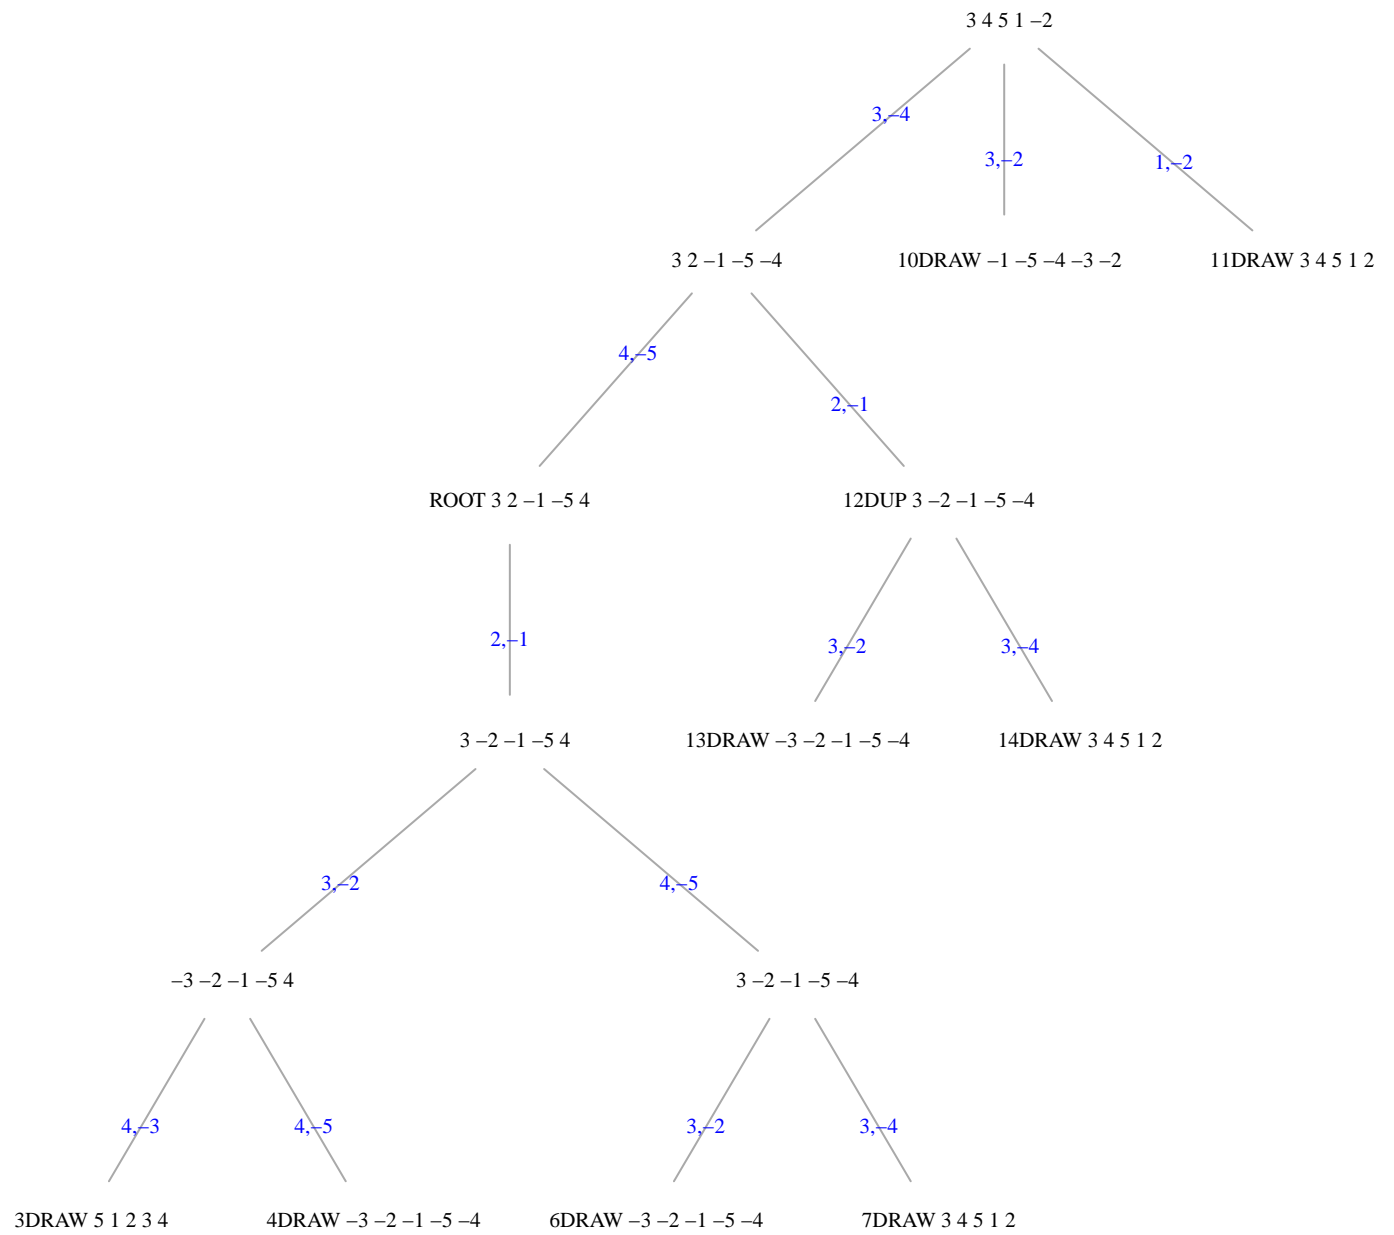 3 4 5 1 –2
3,–4
3,–2
1,–2
3 2 –1 –5 –4
10DRAW –1 –5 –4 –3 –2
11DRAW 3 4 5 1 2
4,–5
2,–1
ROOT 3 2 –1 –5 4
12DUP 3 –2 –1 –5 –4
2,–1
3,–2
3,–4
3 –2 –1 –5 4
13DRAW –3 –2 –1 –5 –4
14DRAW 3 4 5 1 2
3,–2
4,–5
–3 –2 –1 –5 4
3 –2 –1 –5 –4
4,–3
4,–5
3,–2
3,–4
3DRAW 5 1 2 3 4
4DRAW –3 –2 –1 –5 –4
6DRAW –3 –2 –1 –5 –4
7DRAW 3 4 5 1 2